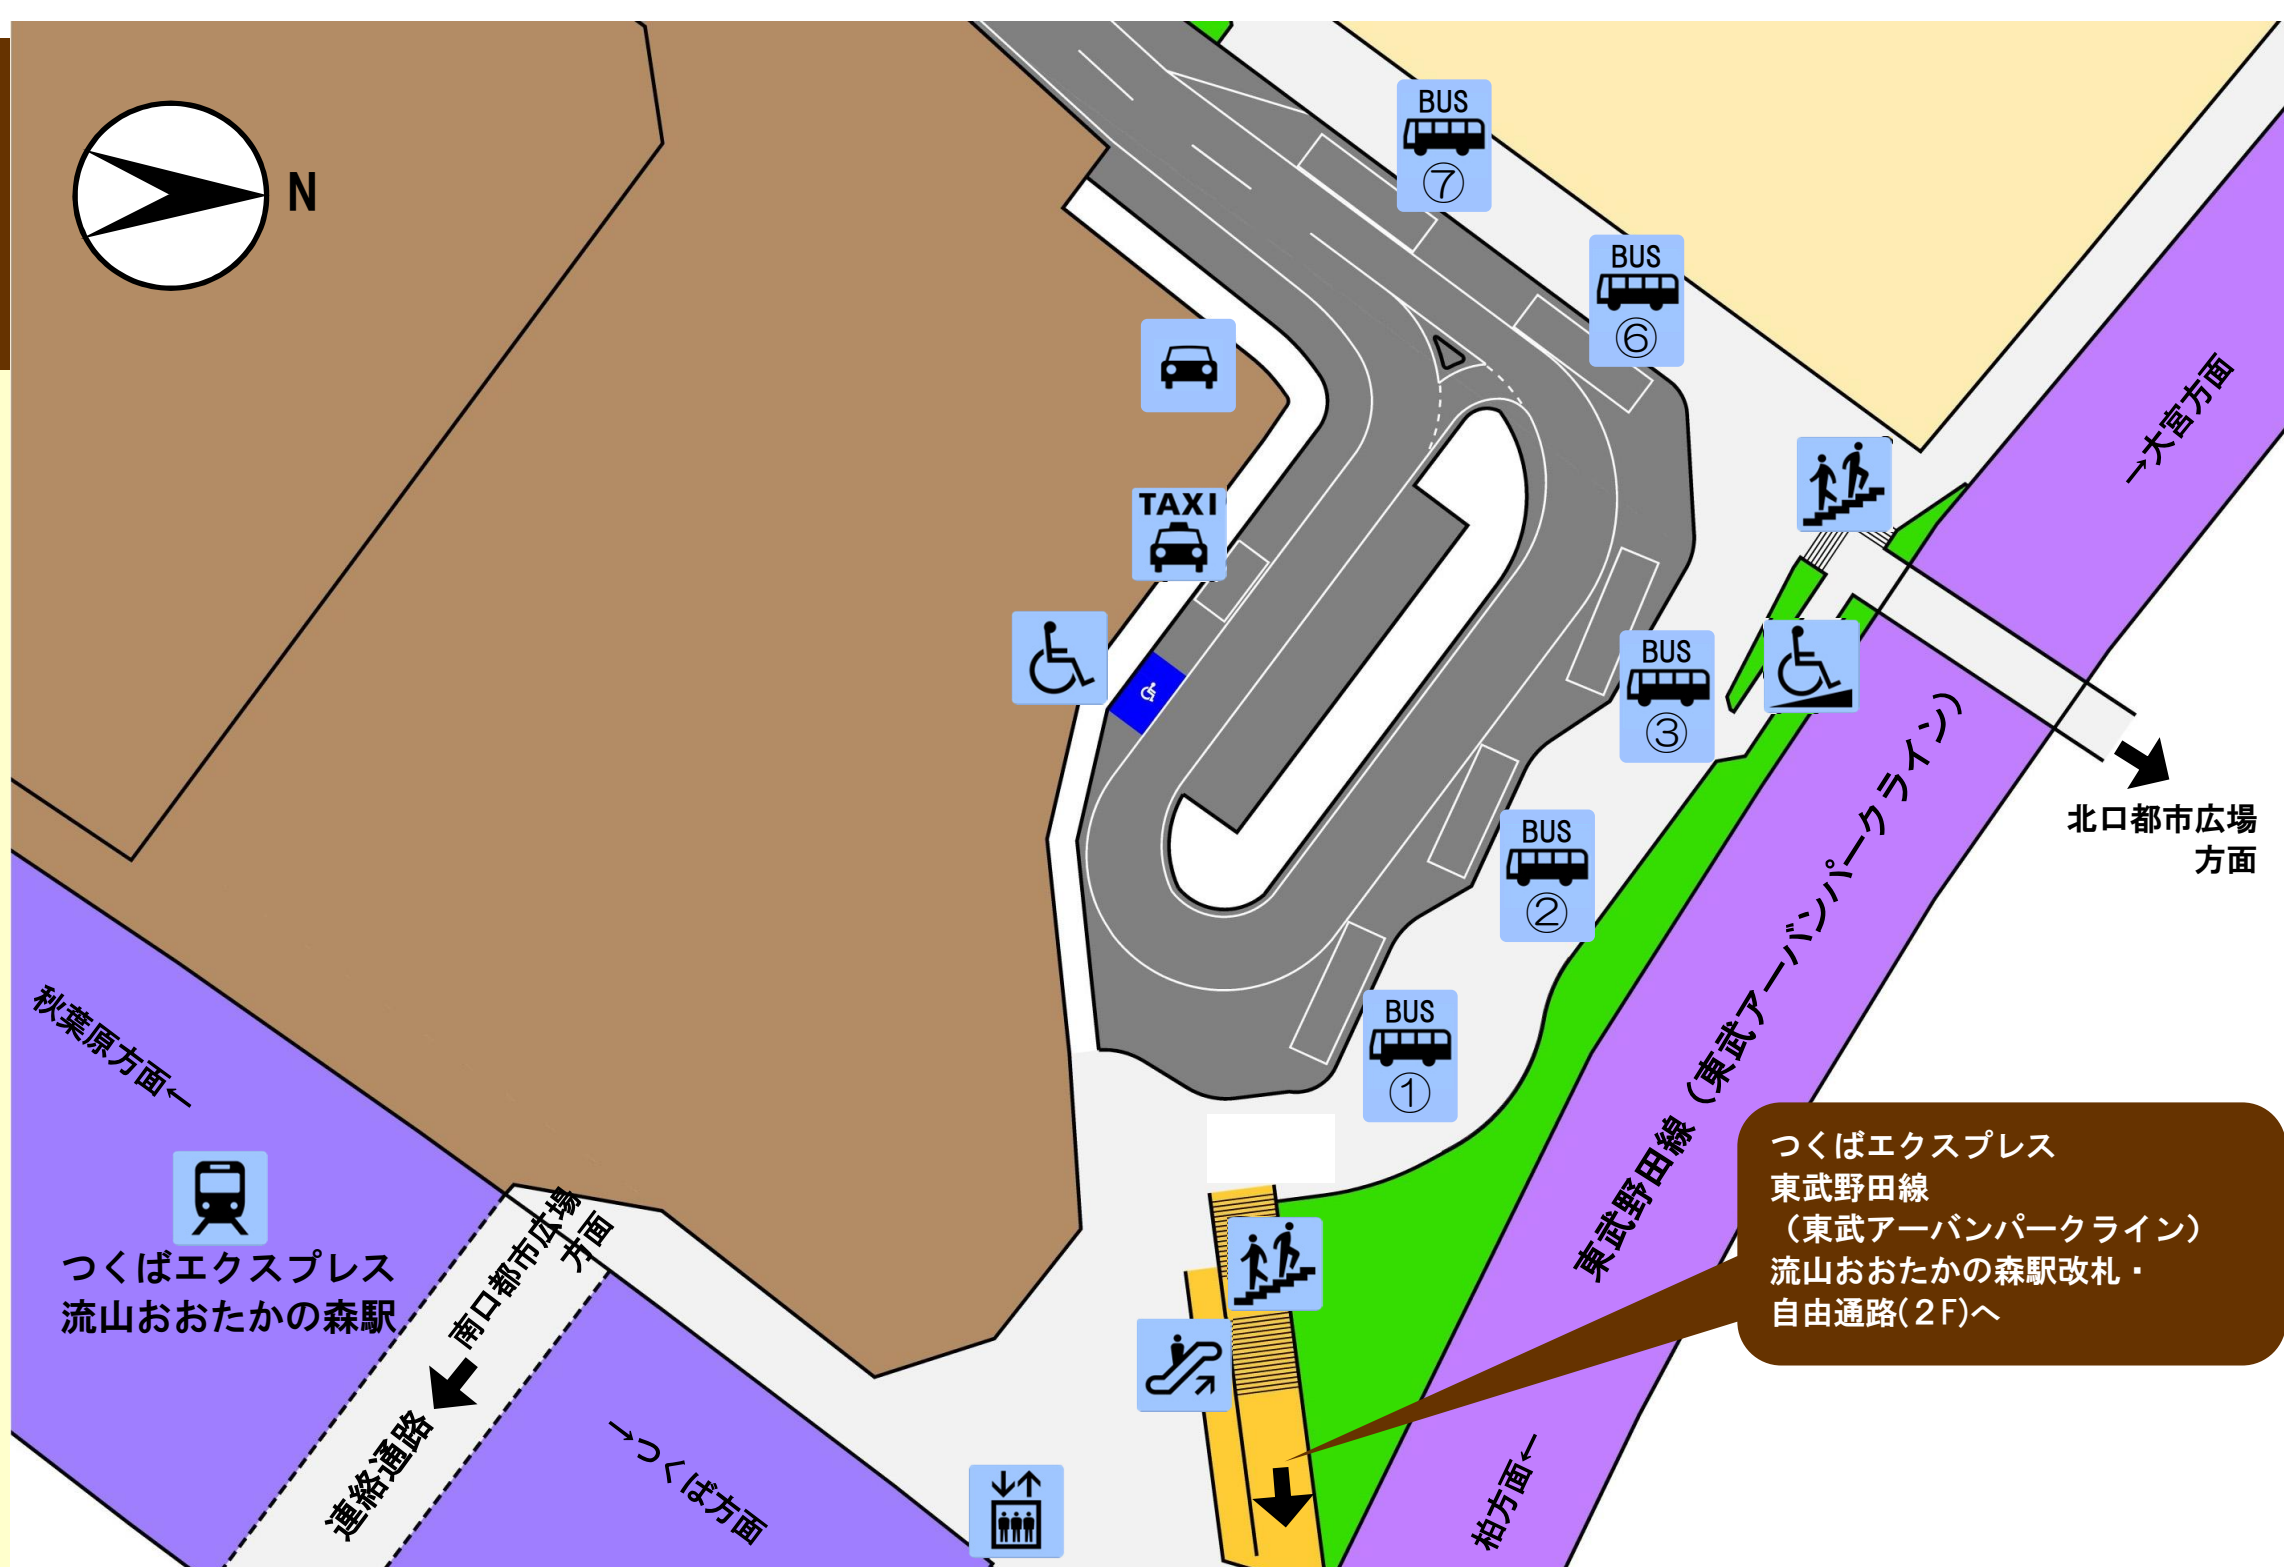 N
BUS
⑦
BUS
⑥
TAXI
BUS
③
BUS
②
BUS
①
→大宮方面
北口都市広場
方面
東武野田線（東武アーバンパークライン）
秋葉原方面←
つくばエクスプレス
流山おおたかの森駅
南口都市広場
方面
連絡通路
→つくば方面
柏方面←
つくばエクスプレス
東武野田線
（東武アーバンパークライン）
流山おおたかの森駅改札・
自由通路(２F)へ